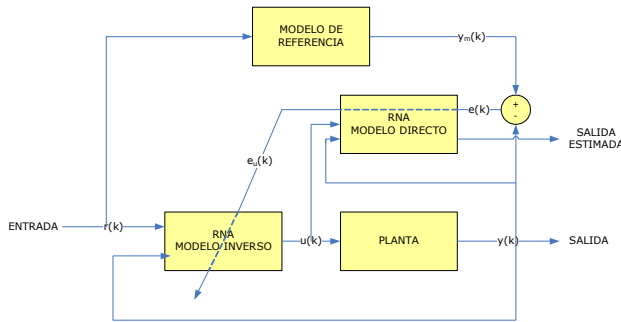 MODELO DE
REFERENCIA
ym(k)
+
-
e(k)
RNA
MODELO DIRECTO
SALIDA
ESTIMADA
eu(k)
ENTRADA
r(k)
RNA
MODELO INVERSO
u(k)
PLANTA
y(k)
SALIDA